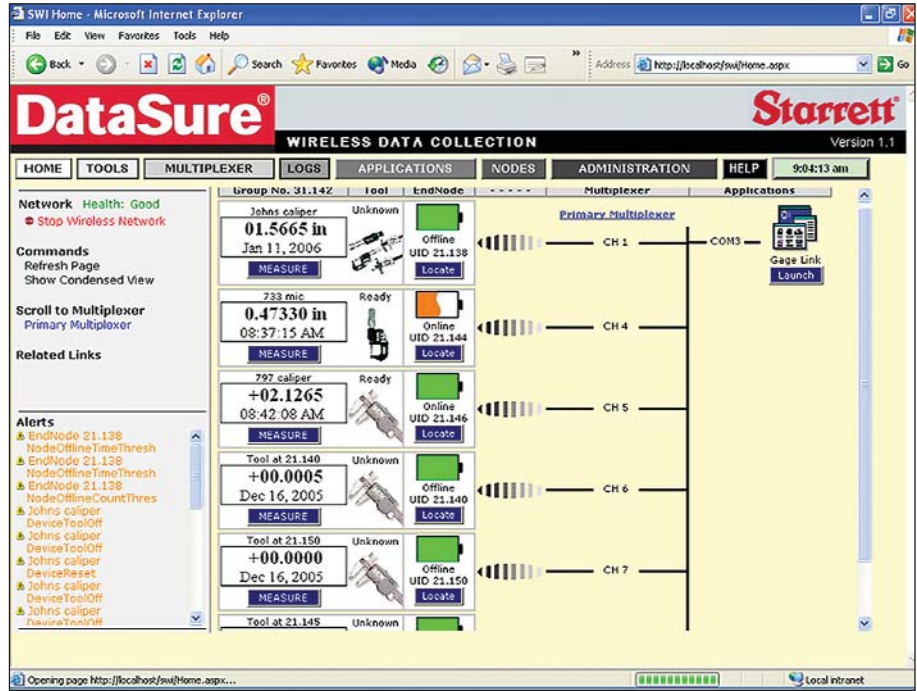 SWI Home - Microsoft Internet Explorer
File Edit View Favorites Tools Help
Back Search Favorites Media Address http://localhost/swi/Home.aspx Go
DataSure® Starrett
WIRELESS DATA COLLECTION Version 1.1
HOME TOOLS MULTIPLEXER LOGS APPLICATIONS NODES ADMINISTRATION HELP 9:04:13 am
Network Health: Good
Stop Wireless Network
Commands
Refresh Page
Show Condensed View
Scroll to Multiplexer
Primary Multiplexer
Related Links
Alerts
EndNode 21.138
NodeOfflineTimeThresh
EndNode 21.138
NodeOfflineTimeThresh
EndNode 21.138
NodeOfflineCountThres
Johns caliper
DeviceToolOff
Johns caliper
DeviceToolOff
Johns caliper
DeviceReset
Johns caliper
DeviceToolOff
Johns caliper
DeviceToolOff
Group No. 31.142 Tool EndNode - - - - - Multiplexer Applications
Primary Multiplexer
Johns caliper Unknown
01.5665 in
Jan 11, 2006
MEASURE
Offline
UID 21.138
Locate
CH 1
COM3
Gage Link
Launch
733 mic Ready
0.47330 in
08:37:15 AM
MEASURE
Online
UID 21.144
Locate
CH 4
797 caliper Ready
+02.1265
08:42:08 AM
MEASURE
Online
UID 21.146
Locate
CH 5
Tool at 21.140 Unknown
+00.0005
Dec 16, 2005
MEASURE
Offline
UID 21.140
Locate
CH 6
Tool at 21.150 Unknown
+00.0000
Dec 16, 2005
MEASURE
Offline
UID 21.150
Locate
CH 7
Tool at 21.145 Unknown
Opening page http://localhost/swi/Home.aspx... Local intranet